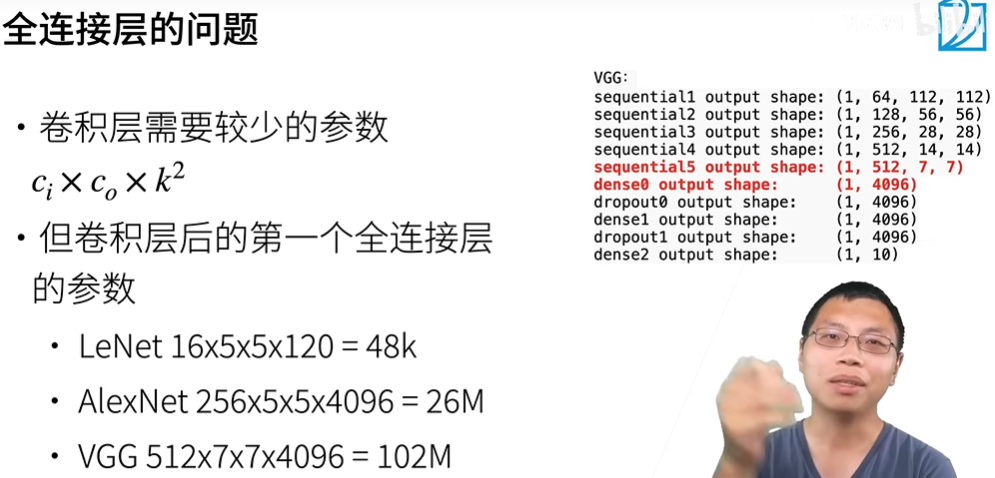 全连接层的问题
• 卷积层需要较少的参数
c_i × c_o × k²
• 但卷积层后的第一个全连接层
的参数
• LeNet 16x5x5x120 = 48k
• AlexNet 256x5x5x4096 = 26M
• VGG 512x7x7x4096 = 102M
VGG:
sequential1 output shape: (1, 64, 112, 112)
sequential2 output shape: (1, 128, 56, 56)
sequential3 output shape: (1, 256, 28, 28)
sequential4 output shape: (1, 512, 14, 14)
sequential5 output shape: (1, 512, 7, 7)
dense0 output shape: (1, 4096)
dropout0 output shape: (1, 4096)
dense1 output shape: (1, 4096)
dropout1 output shape: (1, 4096)
dense2 output shape: (1, 10)